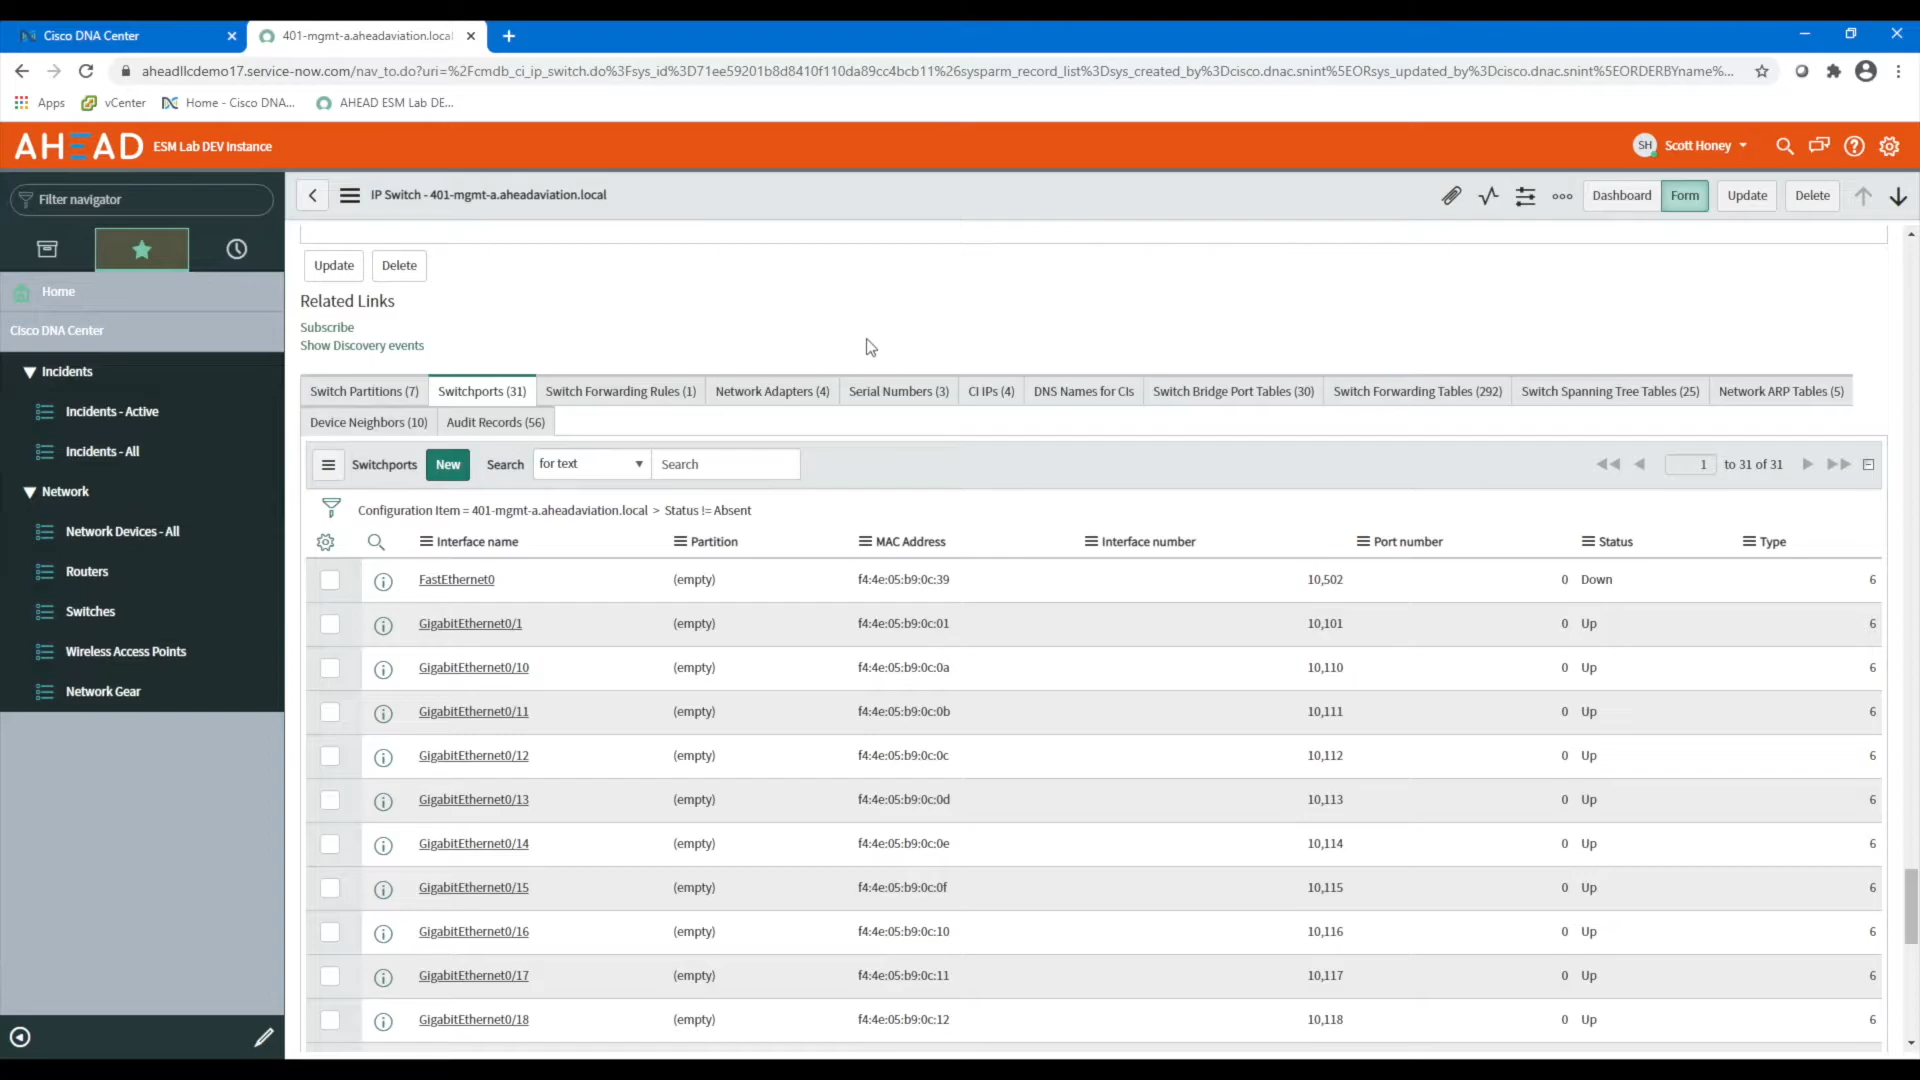 Cisco DNA Center
401-mgmt-a.aheadaviation.loca
aheadllcdemo17.service-now.com/nav_to.do?uri=%2Fcmdb_ci_ip_switch.do%3Fsys_id%3D71ee59201b8d8410f110da89cc4bcb11%26sysparm_record_list%3Dsys_created_by%3Dcisco.dnac.snint%5EORsys_updated_by%3Dcisco.dnac.snint%5EORDERBYname%...
Apps vCenter Home - Cisco DNA... AHEAD ESM Lab DE...
AHEAD ESM Lab DEV Instance SH Scott Honey
Filter navigator
IP Switch - 401-mgmt-a.aheadaviation.local Dashboard Form Update Delete
Home
Cisco DNA Center
Incidents
Incidents - Active
Incidents - All
Network
Network Devices - All
Routers
Switches
Wireless Access Points
Network Gear
Update Delete
Related Links
Subscribe
Show Discovery events
Switch Partitions (7) Switchports (31) Switch Forwarding Rules (1) Network Adapters (4) Serial Numbers (3) CI IPs (4) DNS Names for CIs Switch Bridge Port Tables (30) Switch Forwarding Tables (292) Switch Spanning Tree Tables (25) Network ARP Tables (5)
Device Neighbors (10) Audit Records (56)
Switchports New Search for text Search 1 to 31 of 31
Configuration Item = 401-mgmt-a.aheadaviation.local > Status != Absent
Interface name Partition MAC Address Interface number Port number Status Type
FastEthernet0 (empty) f4:4e:05:b9:0c:39 10,502 0 Down 6
GigabitEthernet0/1 (empty) f4:4e:05:b9:0c:01 10,101 0 Up 6
GigabitEthernet0/10 (empty) f4:4e:05:b9:0c:0a 10,110 0 Up 6
GigabitEthernet0/11 (empty) f4:4e:05:b9:0c:0b 10,111 0 Up 6
GigabitEthernet0/12 (empty) f4:4e:05:b9:0c:0c 10,112 0 Up 6
GigabitEthernet0/13 (empty) f4:4e:05:b9:0c:0d 10,113 0 Up 6
GigabitEthernet0/14 (empty) f4:4e:05:b9:0c:0e 10,114 0 Up 6
GigabitEthernet0/15 (empty) f4:4e:05:b9:0c:0f 10,115 0 Up 6
GigabitEthernet0/16 (empty) f4:4e:05:b9:0c:10 10,116 0 Up 6
GigabitEthernet0/17 (empty) f4:4e:05:b9:0c:11 10,117 0 Up 6
GigabitEthernet0/18 (empty) f4:4e:05:b9:0c:12 10,118 0 Up 6